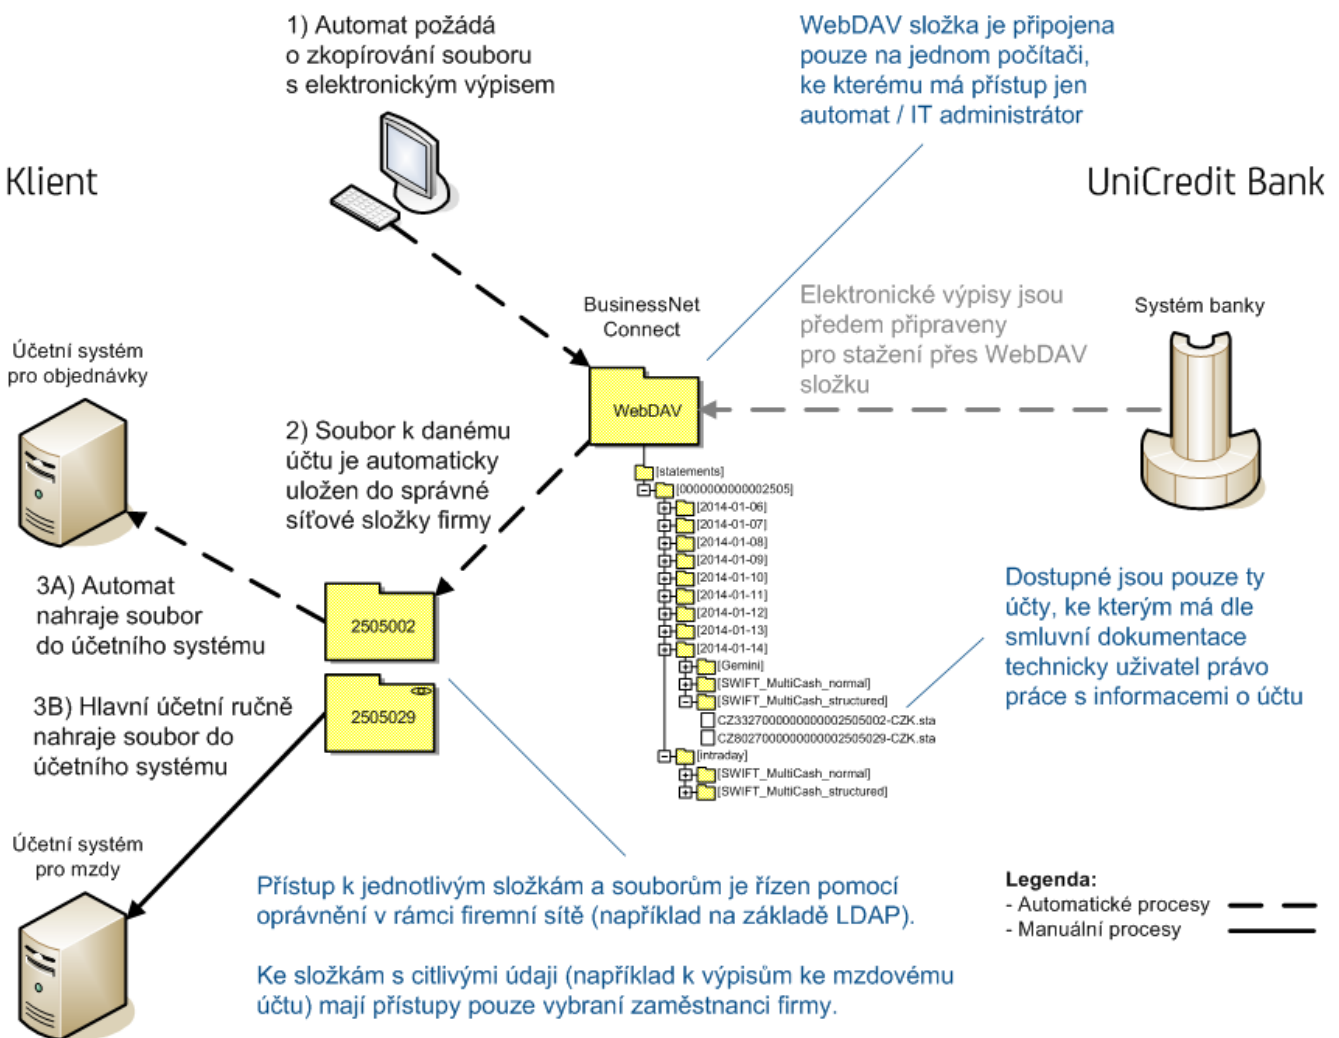 1) Automat požádá
o zkopírování souboru
s elektronickým výpisem
WebDAV složka je připojena
pouze na jednom počítači,
ke kterému má přístup jen
automat / IT administrátor
Klient
UniCredit Bank
BusinessNet
Connect
Elektronické výpisy jsou
předem připraveny
pro stažení přes WebDAV
složku
Systém banky
Účetní systém
pro objednávky
WebDAV
2) Soubor k danému
účtu je automaticky
uložen do správné
síťové složky firmy
[statements]
[0000000000002505]
[2014-01-06]
[2014-01-07]
[2014-01-08]
[2014-01-09]
[2014-01-10]
[2014-01-11]
[2014-01-12]
[2014-01-13]
[2014-01-14]
[Gemini]
[SWIFT_MultiCash_normal]
[SWIFT_MultiCash_structured]
CZ3327000000000002505002-CZK.sta
CZ8027000000000002505029-CZK.sta
[intraday]
[SWIFT_MultiCash_normal]
[SWIFT_MultiCash_structured]
Dostupné jsou pouze ty
účty, ke kterým má dle
smluvní dokumentace
technicky uživatel právo
práce s informacemi o účtu
3A) Automat
nahraje soubor
do účetního systému
2505002
3B) Hlavní účetní ručně
nahraje soubor do
účetního systému
2505029
Účetní systém
pro mzdy
Přístup k jednotlivým složkám a souborům je řízen pomocí
oprávnění v rámci firemní sítě (například na základě LDAP).
Ke složkám s citlivými údaji (například k výpisům ke mzdovému
účtu) mají přístupy pouze vybraní zaměstnanci firmy.
Legenda:
- Automatické procesy
- Manuální procesy